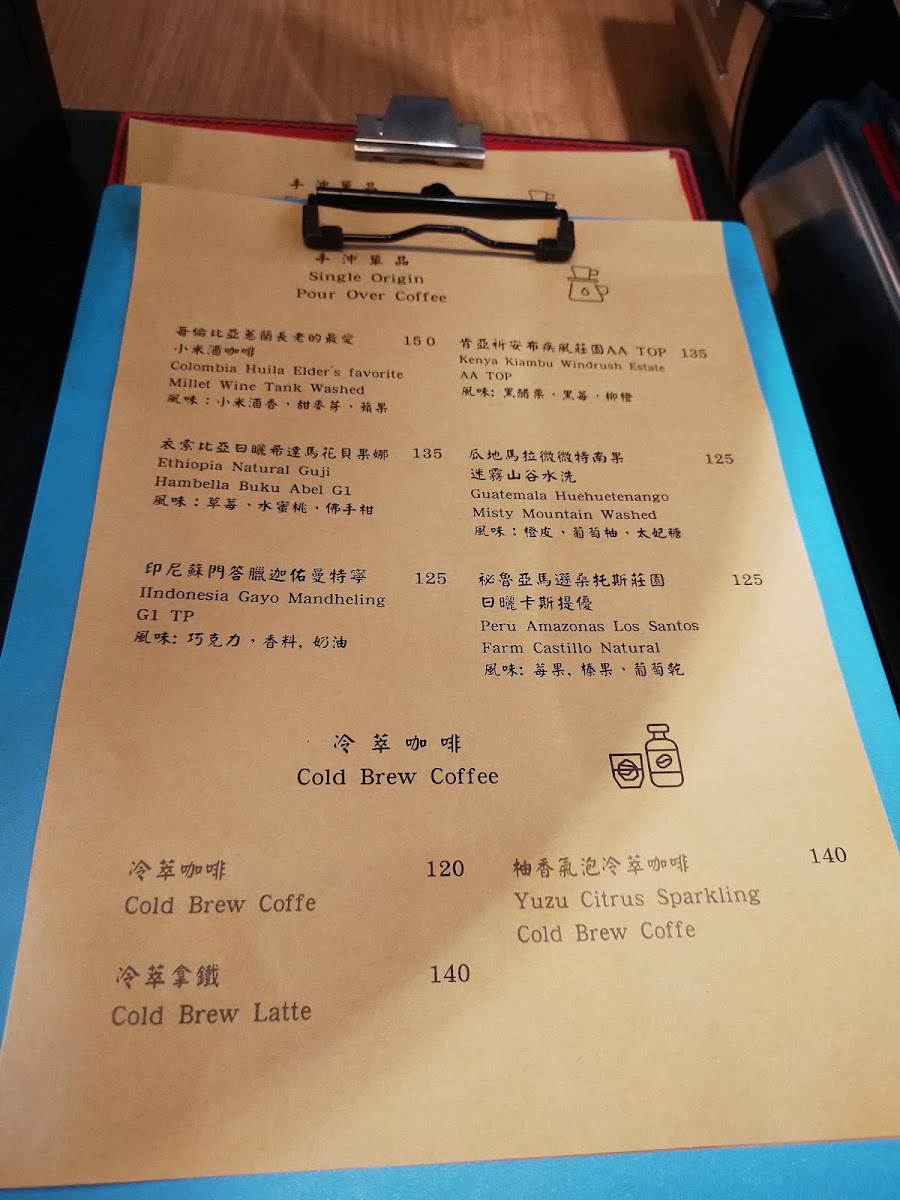 手沖單品
手沖單品
Single Origin
Pour Over Coffee
哥倫比亞蕙蘭長老的最愛 150
小米酒咖啡
Colombia Huila Elder's favorite
Millet Wine Tank Washed
風味：小米酒香、甜麥芽、蘋果
肯亞祈安布疾風莊園AA TOP 135
Kenya Kiambu Windrush Estate
AA TOP
風味: 黑醋栗，黑莓，柳橙
衣索比亞日曬希達馬花貝果娜 135
Ethiopia Natural Guji
Hambella Buku Abel G1
風味：草莓、水蜜桃，佛手柑
瓜地馬拉微微特南果 125
迷霧山谷水洗
Guatemala Huehuetenango
Misty Mountain Washed
風味：橙皮，葡萄柚，太妃糖
印尼蘇門答臘迦佑曼特寧 125
IIndonesia Gayo Mandheling
G1 TP
風味: 巧克力，香料, 奶油
祕魯亞馬遜桑托斯莊園 125
日曬卡斯提優
Peru Amazonas Los Santos
Farm Castillo Natural
風味: 莓果, 榛果，葡萄乾
冷萃咖啡
Cold Brew Coffee
冷萃咖啡 120
Cold Brew Coffe
柚香氣泡冷萃咖啡 140
Yuzu Citrus Sparkling
Cold Brew Coffe
冷萃拿鐵 140
Cold Brew Latte